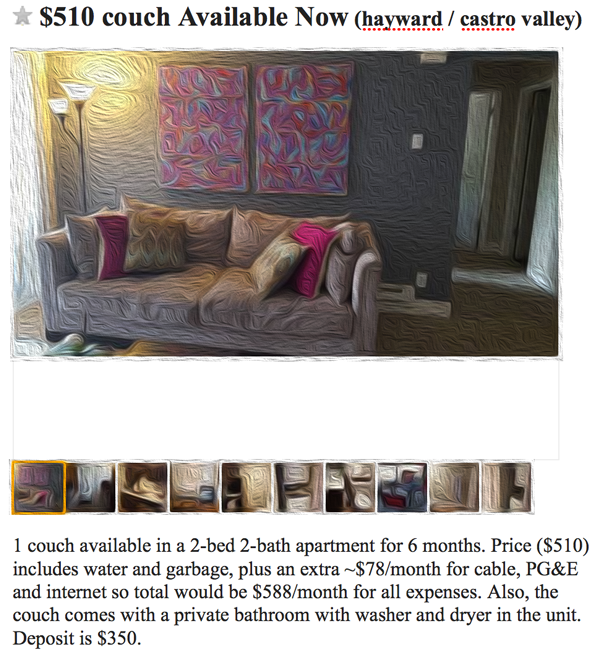 $510 couch Available Now (hayward / castro valley)
1 couch available in a 2-bed 2-bath apartment for 6 months. Price ($510)
includes water and garbage, plus an extra ~$78/month for cable, PG&E
and internet so total would be $588/month for all expenses. Also, the
couch comes with a private bathroom with washer and dryer in the unit.
Deposit is $350.